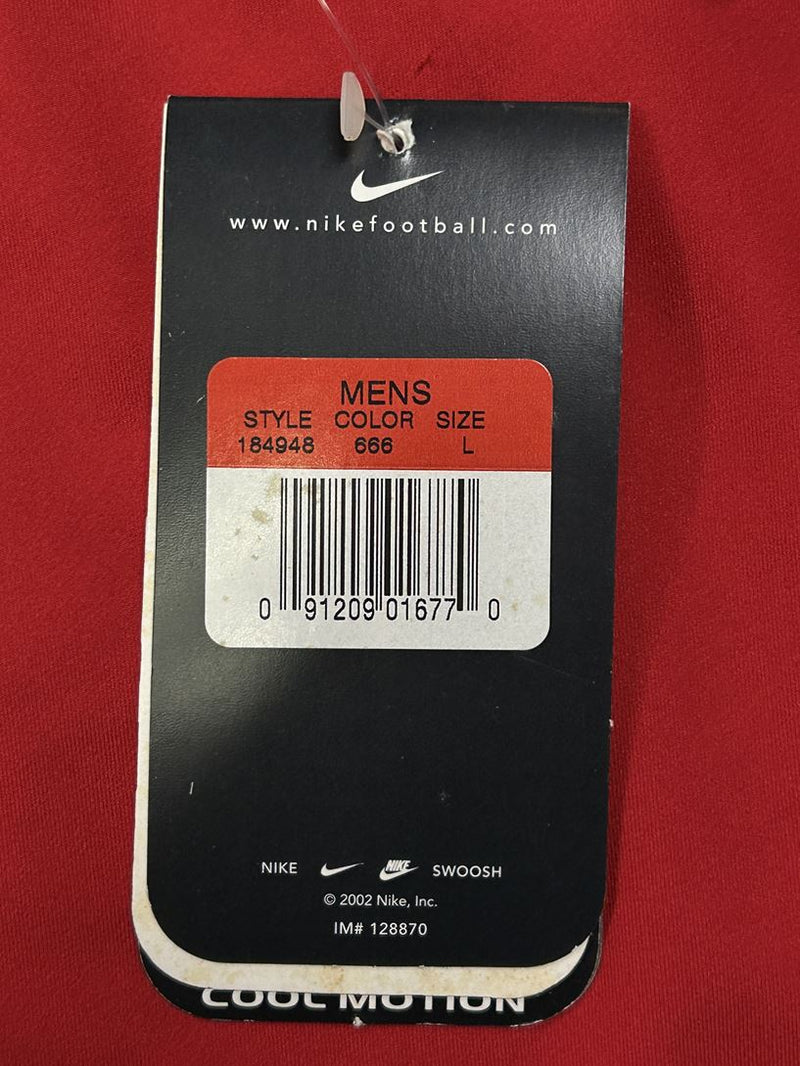 www.nikefootball.com
MENS
STYLE COLOR SIZE
184948 666 L
0 91209 01677 0
NIKE NIKE SWOOSH
© 2002 Nike, Inc.
IM# 128870
COOL MOTION